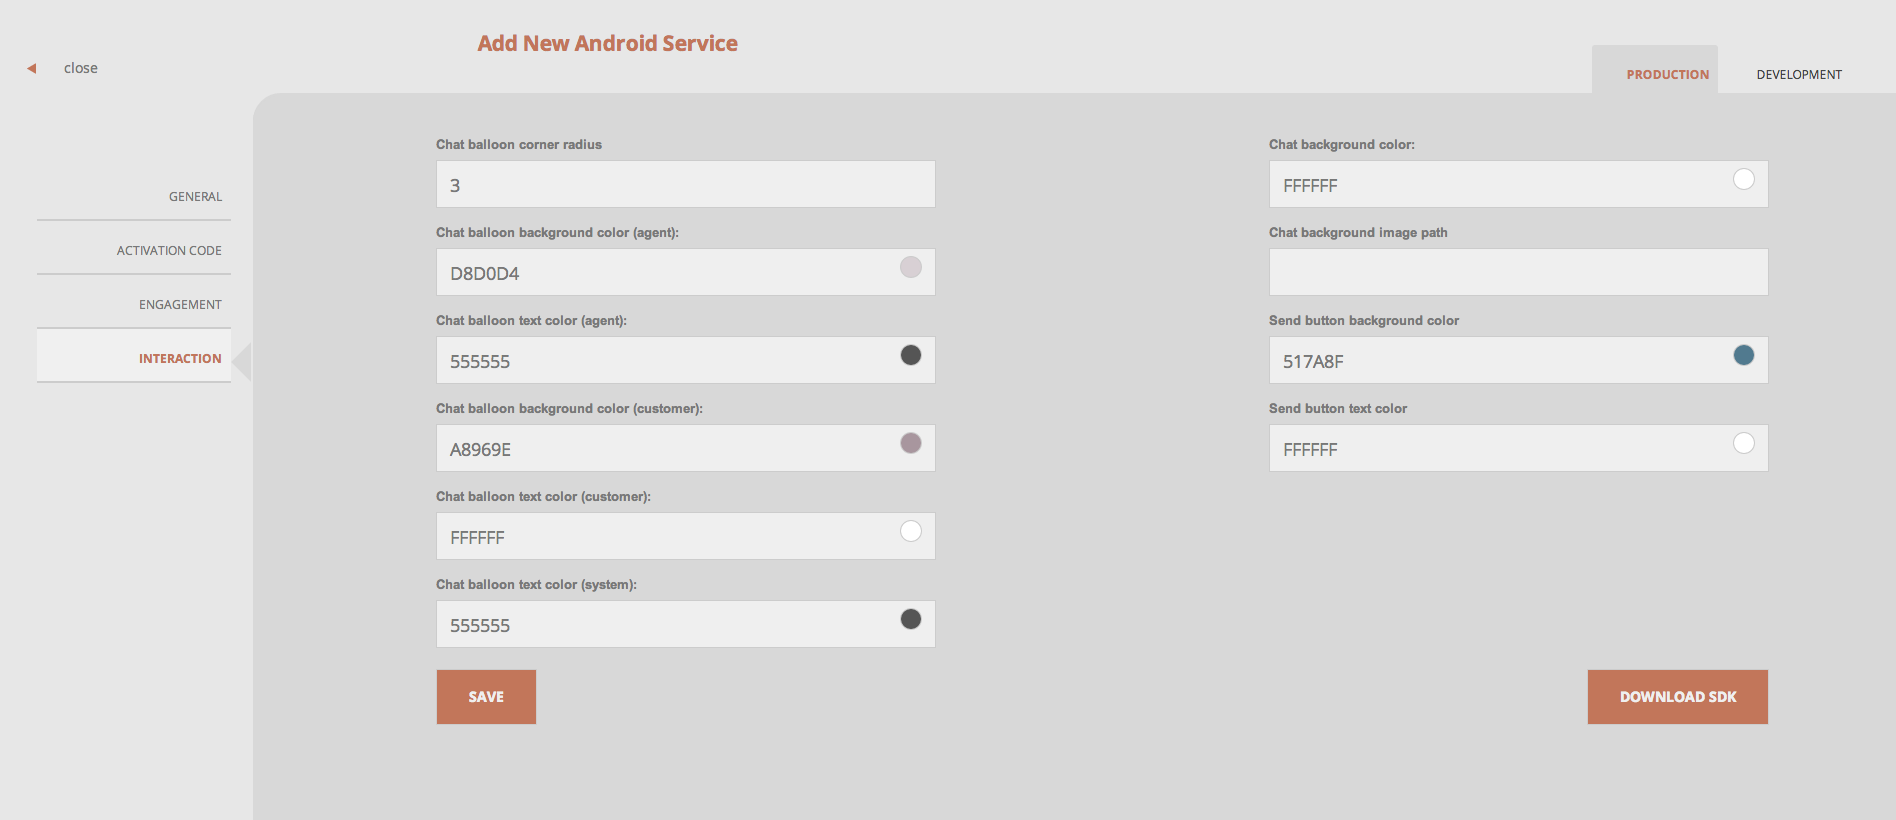 Add New Android Service
close
PRODUCTION
DEVELOPMENT
GENERAL
ACTIVATION CODE
ENGAGEMENT
INTERACTION
Chat balloon corner radius
3
Chat balloon background color (agent):
D8D0D4
Chat balloon text color (agent):
555555
Chat balloon background color (customer):
A8969E
Chat balloon text color (customer):
FFFFFF
Chat balloon text color (system):
555555
SAVE
Chat background color:
FFFFFF
Chat background image path
Send button background color
517A8F
Send button text color
FFFFFF
DOWNLOAD SDK